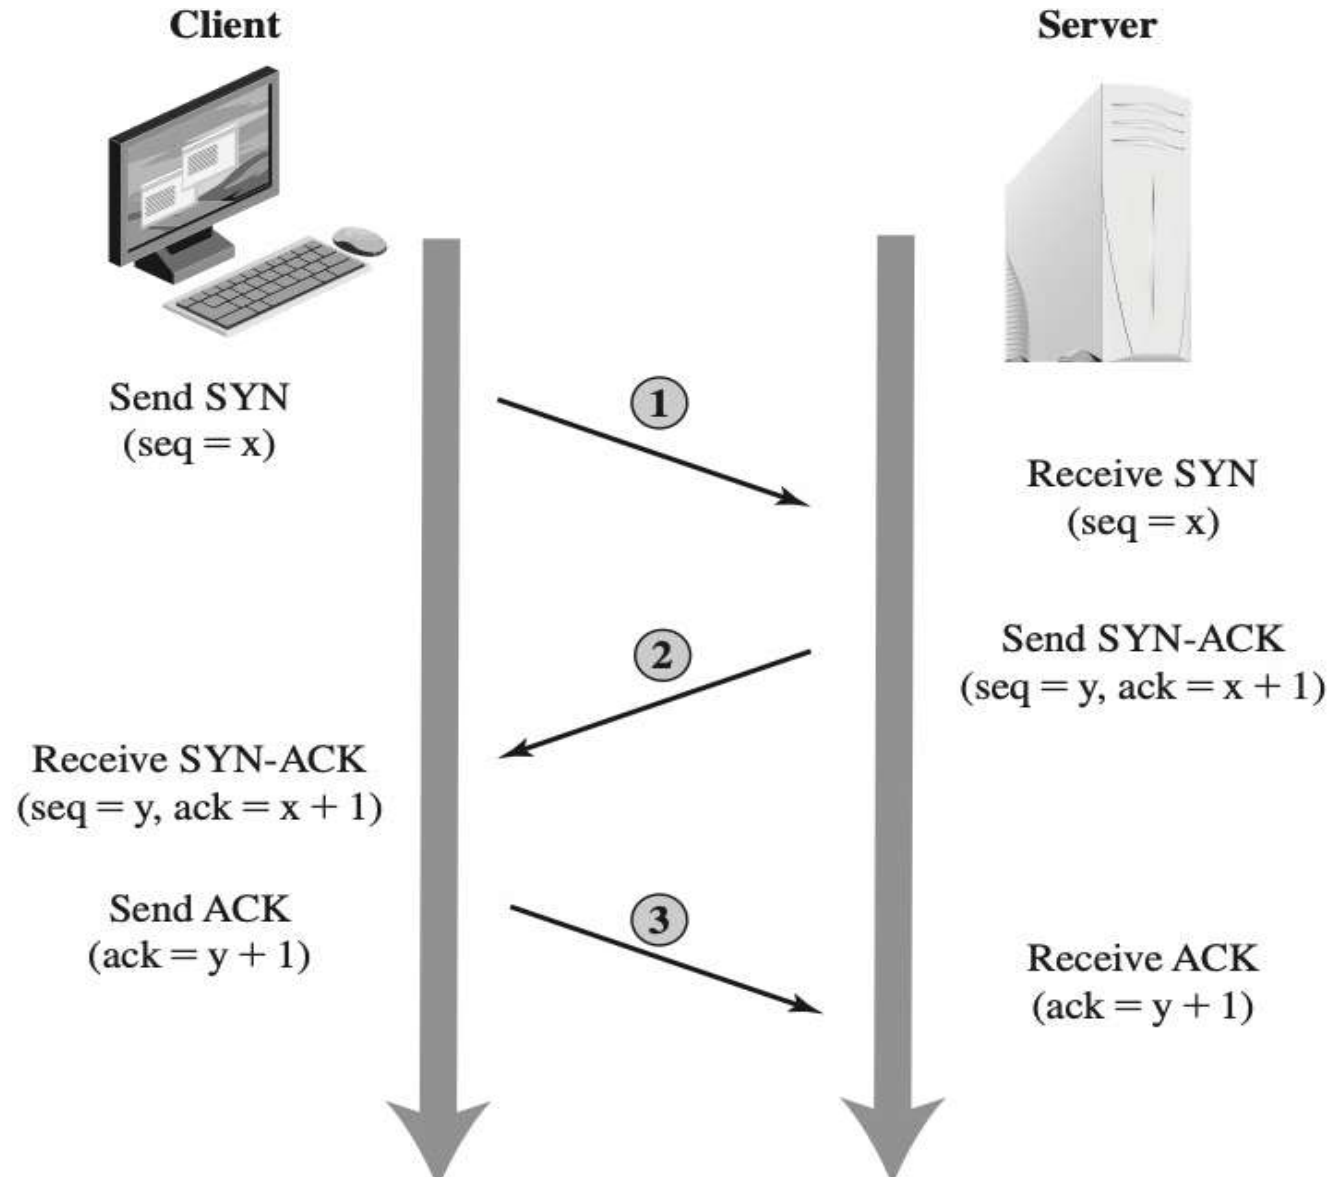 Client
Server
Send SYN
(seq = x)
1
Receive SYN
(seq = x)
2
Send SYN-ACK
(seq = y, ack = x + 1)
Receive SYN-ACK
(seq = y, ack = x + 1)
Send ACK
(ack = y + 1)
3
Receive ACK
(ack = y + 1)